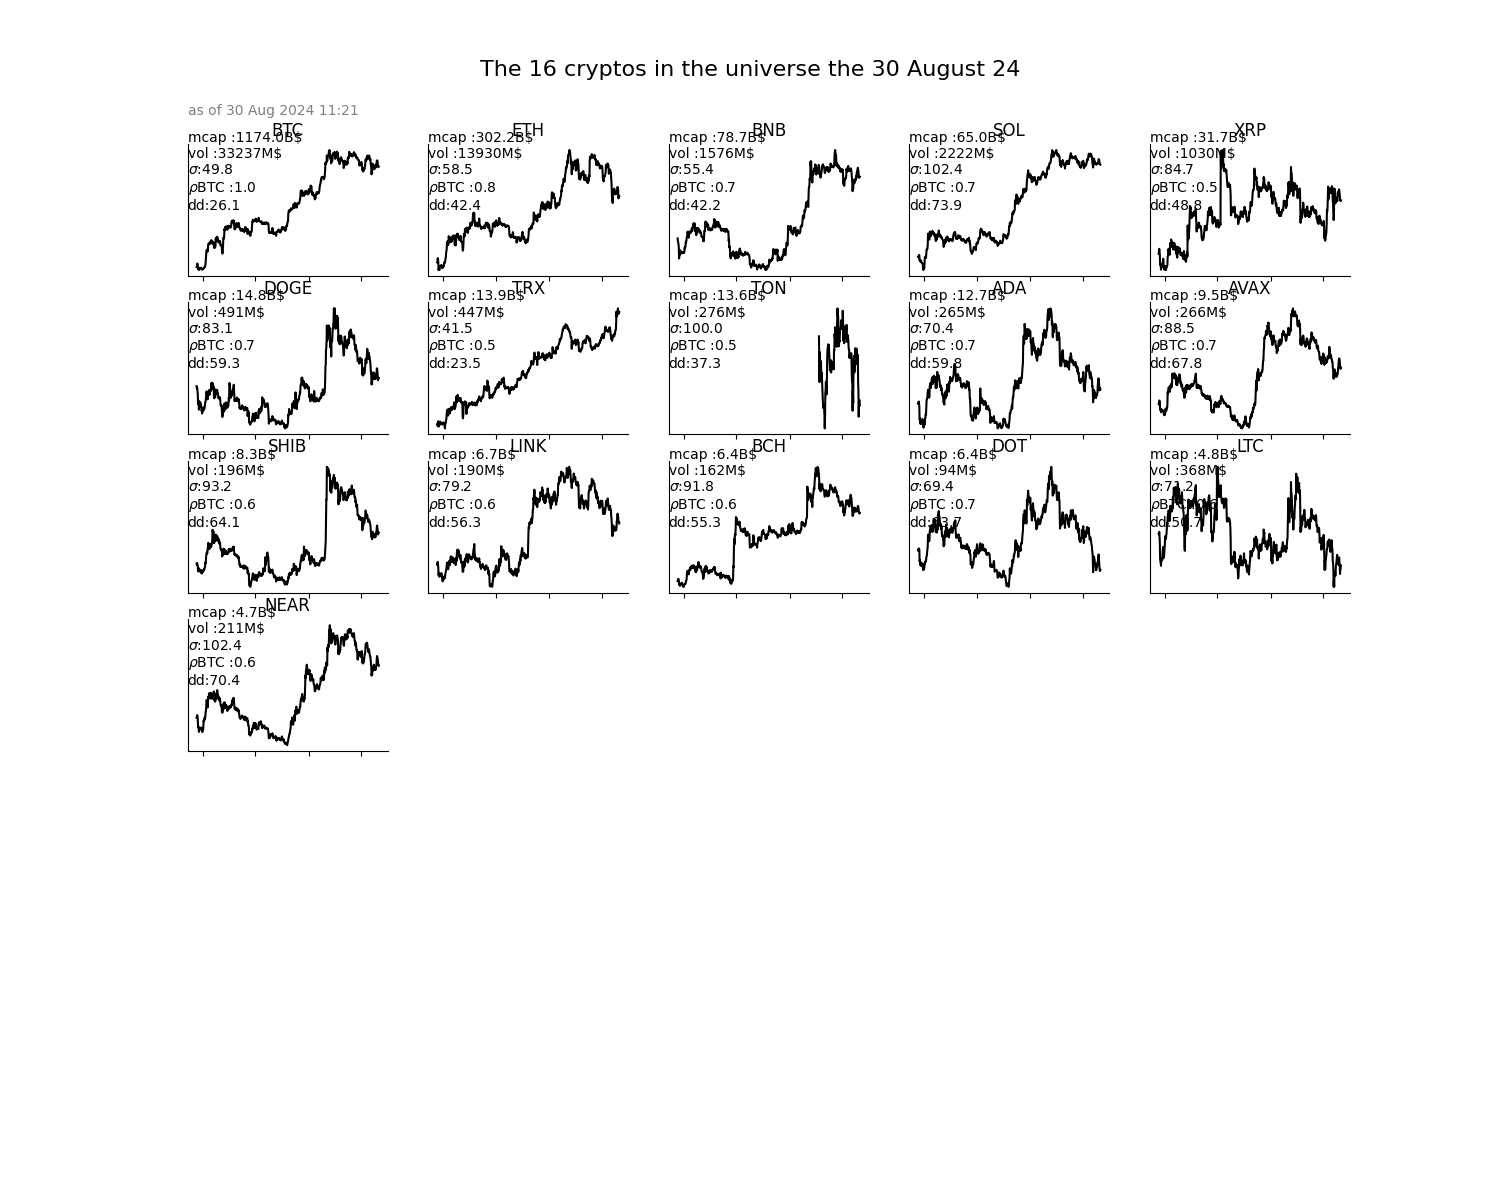 The 16 cryptos in the universe the 30 August 24
as of 30 Aug 2024 11:21
BTC
mcap :1174.0B$
vol :33237M$
σ:49.8
ρBTC :1.0
dd:26.1
ETH
mcap :302.2B$
vol :13930M$
σ:58.5
ρBTC :0.8
dd:42.4
BNB
mcap :78.7B$
vol :1576M$
σ:55.4
ρBTC :0.7
dd:42.2
SOL
mcap :65.0B$
vol :2222M$
σ:102.4
ρBTC :0.7
dd:73.9
XRP
mcap :31.7B$
vol :1030M$
σ:84.7
ρBTC :0.5
dd:48.8
DOGE
mcap :14.8B$
vol :491M$
σ:83.1
ρBTC :0.7
dd:59.3
TRX
mcap :13.9B$
vol :447M$
σ:41.5
ρBTC :0.5
dd:23.5
TON
mcap :13.6B$
vol :276M$
σ:100.0
ρBTC :0.5
dd:37.3
ADA
mcap :12.7B$
vol :265M$
σ:70.4
ρBTC :0.7
dd:59.8
AVAX
mcap :9.5B$
vol :266M$
σ:88.5
ρBTC :0.7
dd:67.8
SHIB
mcap :8.3B$
vol :196M$
σ:93.2
ρBTC :0.6
dd:64.1
LINK
mcap :6.7B$
vol :190M$
σ:79.2
ρBTC :0.6
dd:56.3
BCH
mcap :6.4B$
vol :162M$
σ:91.8
ρBTC :0.6
dd:55.3
DOT
mcap :6.4B$
vol :94M$
σ:69.4
ρBTC :0.7
LTC
mcap :4.8B$
vol :368M$
σ:71.2
NEAR
mcap :4.7B$
vol :211M$
σ:102.4
ρBTC :0.6
dd:70.4